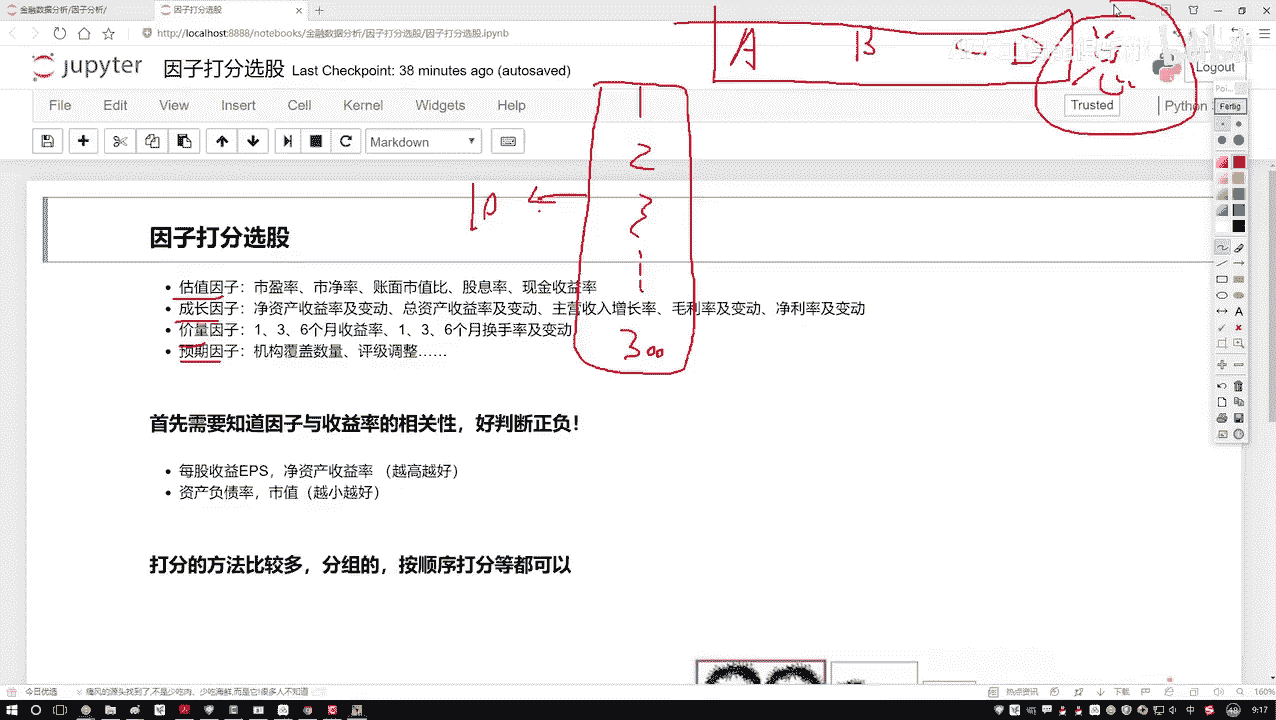 金融数据分析/因子分析/
因子打分选股
http://localhost:8888/notebooks/金融数据分析/因子打分选股/因子打分选股.ipynb
jupyter 因子打分选股 Last Checkpoint: 38 minutes ago (autosaved)
Logout
File Edit View Insert Cell Kernel Widgets Help
Trusted
Python
Markdown
Fertig
A B D
1
2
3
300
10
因子打分选股
估值因子：市盈率、市净率、账面市值比、股息率、现金收益率
成长因子：净资产收益率及变动、总资产收益率及变动、主营收入增长率、毛利率及变动、净利率及变动
价量因子：1、3、6个月收益率、1、3、6个月换手率及变动
预期因子：机构覆盖数量、评级调整……
首先需要知道因子与收益率的相关性，好判断正负！
每股收益EPS，净资产收益率 （越高越好）
资产负债率，市值（越小越好）
打分的方法比较多，分组的，按顺序打分等都可以
今日优选
热点资讯
下载
160%
中
9:17